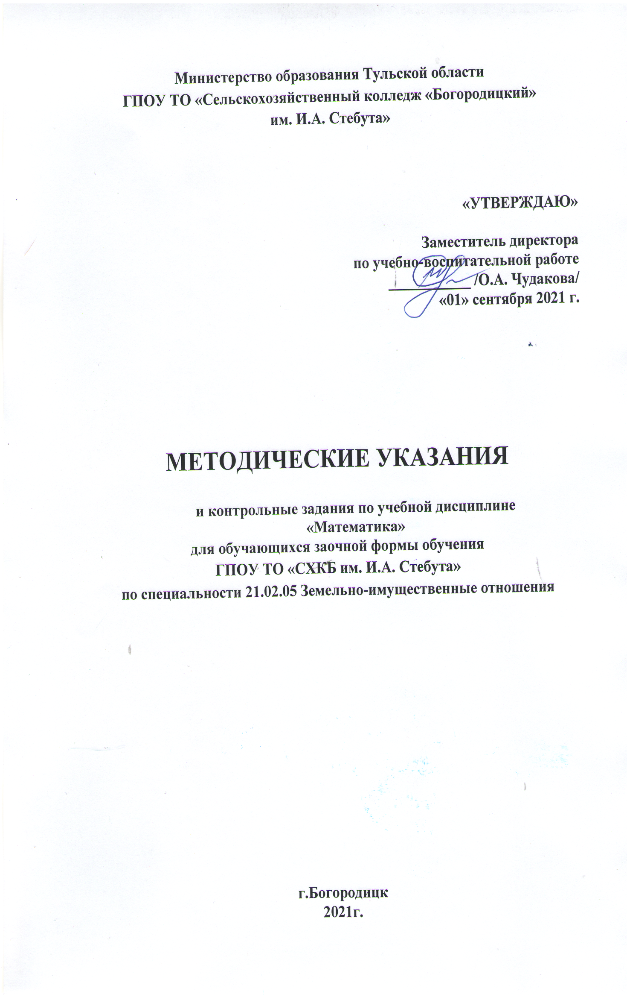 Министерство образования Тульской области
ГПОУ ТО «Сельскохозяйственный колледж «Богородицкий»
им. И.А. Стебута»
«УТВЕРЖДАЮ»
Заместитель директора
по учебно-воспитательной работе
/О.А. Чудакова/
«01» сентября 2021 г.
МЕТОДИЧЕСКИЕ УКАЗАНИЯ
и контрольные задания по учебной дисциплине
«Математика»
для обучающихся заочной формы обучения
ГПОУ ТО «СХКБ им. И.А. Стебута»
по специальности 21.02.05 Земельно-имущественные отношения
г.Богородицк
2021г.